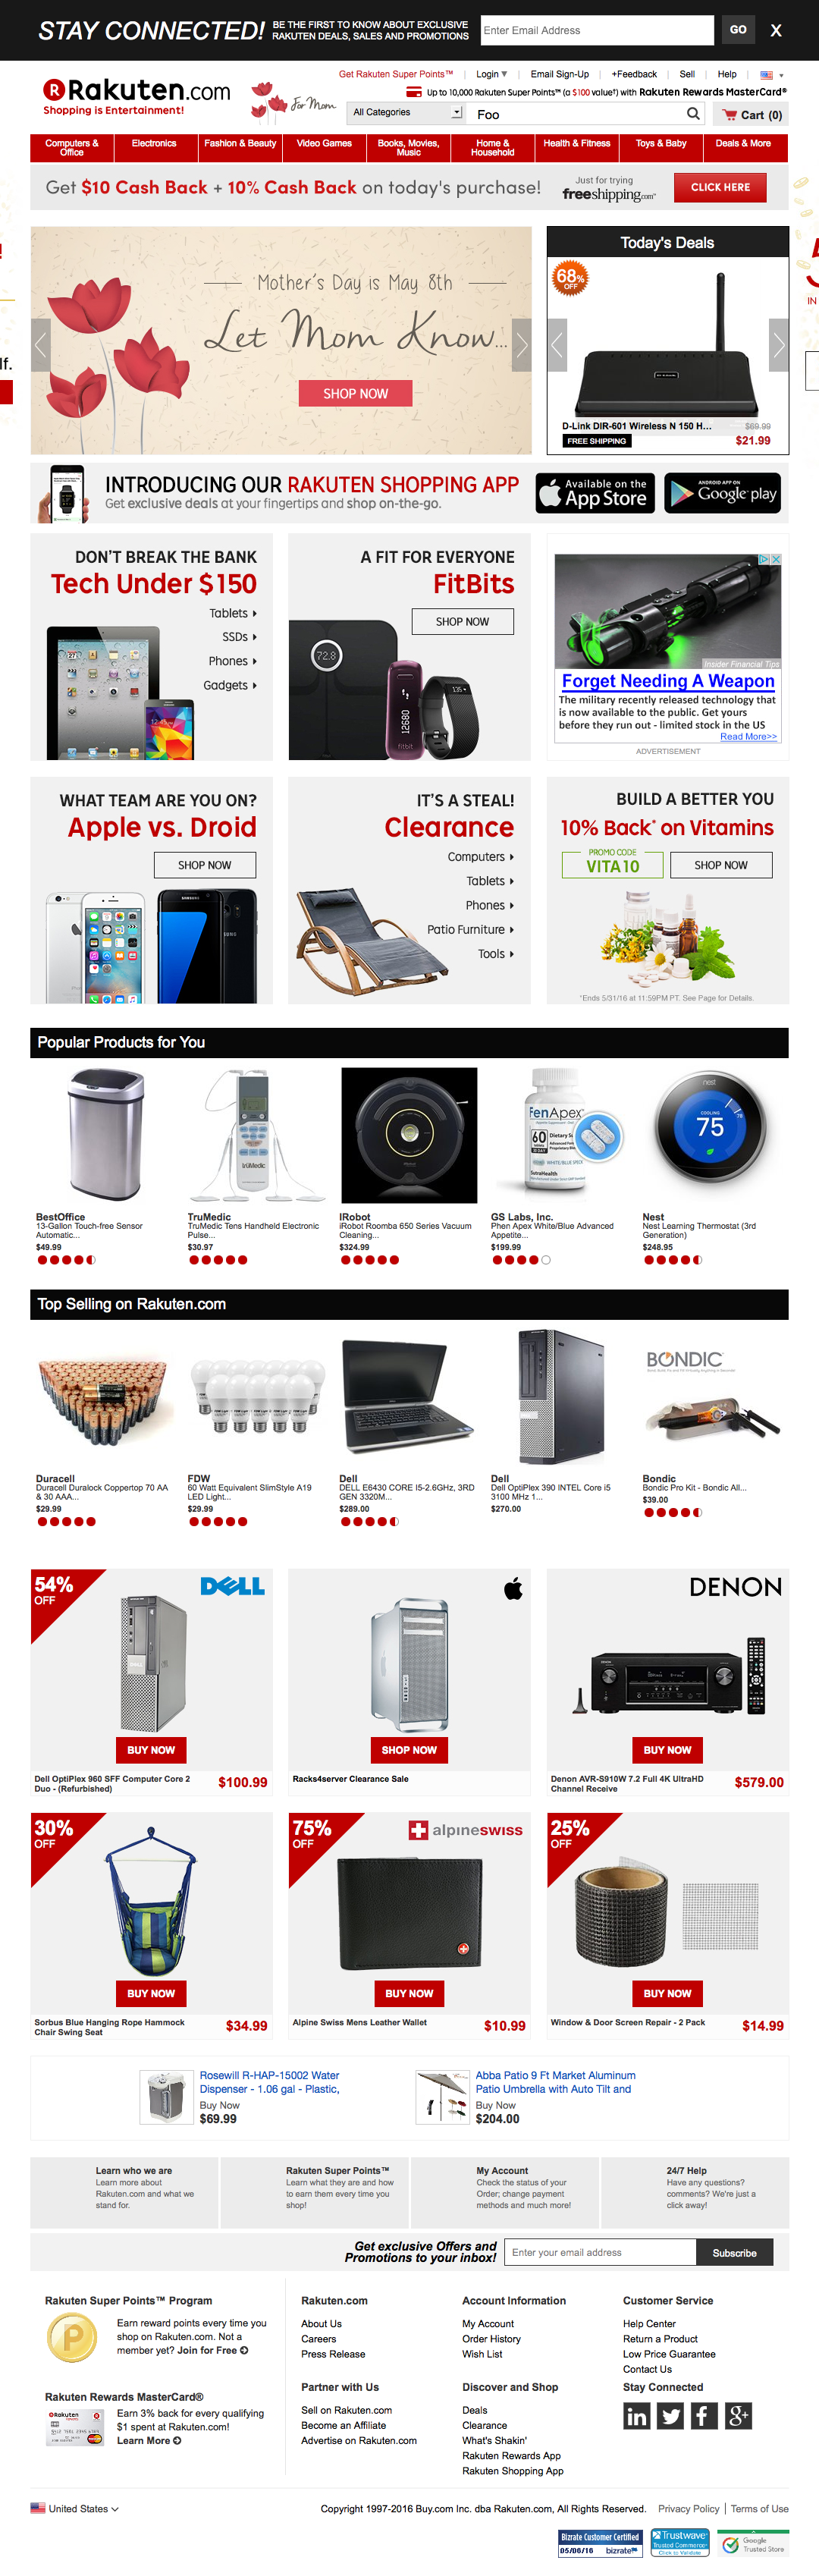 STAY CONNECTED!
BE THE FIRST TO KNOW ABOUT EXCLUSIVE
RAKUTEN DEALS, SALES AND PROMOTIONS
Enter Email Address
GO
X
Get Rakuten Super Points™
Login
Email Sign-Up
+Feedback
Sell
Help
Rakuten.com
Shopping is Entertainment!
For Mom
Up to 10,000 Rakuten Super Points™ (a $100 value†) with Rakuten Rewards MasterCard®
All Categories
Foo
Cart (0)
Computers &
Office
Electronics
Fashion & Beauty
Video Games
Books, Movies,
Music
Home &
Household
Health & Fitness
Toys & Baby
Deals & More
Get $10 Cash Back + 10% Cash Back on today's purchase!
Just for trying
freeshipping.com
CLICK HERE
Mother's Day is May 8th
Let Mom Know...
SHOP NOW
Today's Deals
68%
OFF
D-Link DIR-601 Wireless N 150 H...
$69.99
FREE SHIPPING
$21.99
lf.
IN
INTRODUCING OUR RAKUTEN SHOPPING APP
Get exclusive deals at your fingertips and shop on-the-go.
Available on the
App Store
ANDROID APP ON
Google play
DON'T BREAK THE BANK
Tech Under $150
Tablets
SSDs
Phones
Gadgets
A FIT FOR EVERYONE
FitBits
SHOP NOW
72.8
12680
fitbit
135
Insider Financial Tips
Forget Needing A Weapon
The military recently released technology that
is now available to the public. Get yours
before they run out - limited stock in the US
Read More>>
ADVERTISEMENT
WHAT TEAM ARE YOU ON?
Apple vs. Droid
SHOP NOW
SAMSUNG
IT'S A STEAL!
Clearance
Computers
Tablets
Phones
Patio Furniture
Tools
BUILD A BETTER YOU
10% Back* on Vitamins
PROMO CODE
VITA10
SHOP NOW
*Ends 5/31/16 at 11:59PM PT. See Page for Details.
Popular Products for You
truMedic
FenApex
60
nest
COOLING
75
BestOffice
13-Gallon Touch-free Sensor
Automatic...
$49.99
TruMedic
TruMedic Tens Handheld Electronic
Pulse...
$30.97
IRobot
iRobot Roomba 650 Series Vacuum
Cleaning...
$324.99
GS Labs, Inc.
Phen Apex White/Blue Advanced
Appetite...
$199.99
Nest
Nest Learning Thermostat (3rd
Generation)
$248.95
Top Selling on Rakuten.com
BONDIC
Duracell
Duracell Duralock Coppertop 70 AA
& 30 AAA...
$29.99
FDW
60 Watt Equivalent SlimStyle A19
LED Light...
$29.99
Dell
DELL E6430 CORE I5-2.6GHz, 3RD
GEN 3320M...
$289.00
Dell
Dell OptiPlex 390 INTEL Core i5
3100 MHz 1...
$270.00
Bondic
Bondic Pro Kit - Bondic All...
$39.00
54%
OFF
DELL
BUY NOW
Dell OptiPlex 960 SFF Computer Core 2
Duo - (Refurbished)
$100.99
SHOP NOW
Racks4server Clearance Sale
DENON
BUY NOW
Denon AVR-S910W 7.2 Full 4K UltraHD
Channel Receive
$579.00
30%
OFF
BUY NOW
Sorbus Blue Hanging Rope Hammock
Chair Swing Seat
$34.99
75%
OFF
alpineswiss
BUY NOW
Alpine Swiss Mens Leather Wallet
$10.99
25%
OFF
BUY NOW
Window & Door Screen Repair - 2 Pack
$14.99
Rosewill R-HAP-15002 Water
Dispenser - 1.06 gal - Plastic,
Buy Now
$69.99
Abba Patio 9 Ft Market Aluminum
Patio Umbrella with Auto Tilt and
Buy Now
$204.00
Learn who we are
Learn more about
Rakuten.com and what we
stand for.
Rakuten Super Points™
Learn what they are and how
to earn them every time you
shop!
My Account
Check the status of your
Order; change payment
methods and much more!
24/7 Help
Have any questions?
comments? We're just a
click away!
Get exclusive Offers and
Promotions to your inbox!
Enter your email address
Subscribe
Rakuten Super Points™ Program
Earn reward points every time you
shop on Rakuten.com. Not a
member yet? Join for Free
Rakuten Rewards MasterCard®
Earn 3% back for every qualifying
$1 spent at Rakuten.com!
Learn More
Rakuten.com
About Us
Careers
Press Release
Partner with Us
Sell on Rakuten.com
Become an Affiliate
Advertise on Rakuten.com
Account Information
My Account
Order History
Wish List
Discover and Shop
Deals
Clearance
What's Shakin'
Rakuten Rewards App
Rakuten Shopping App
Customer Service
Help Center
Return a Product
Low Price Guarantee
Contact Us
Stay Connected
United States
Copyright 1997-2016 Buy.com Inc. dba Rakuten.com, All Rights Reserved.
Privacy Policy
Terms of Use
Bizrate Customer Certified
05/06/16 bizrate
Trustwave
Trusted Commerce
Click to Validate
Google
Trusted Store